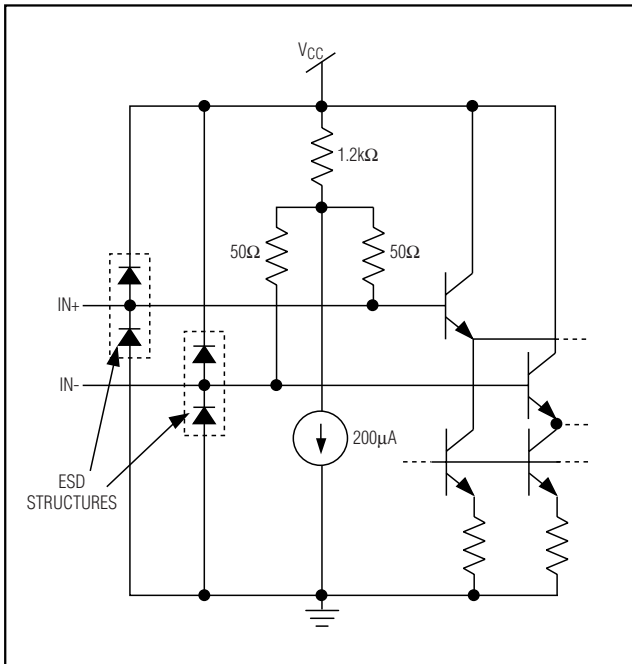 VCC
1.2kΩ
50Ω
50Ω
IN+
IN-
200μA
ESD
STRUCTURES